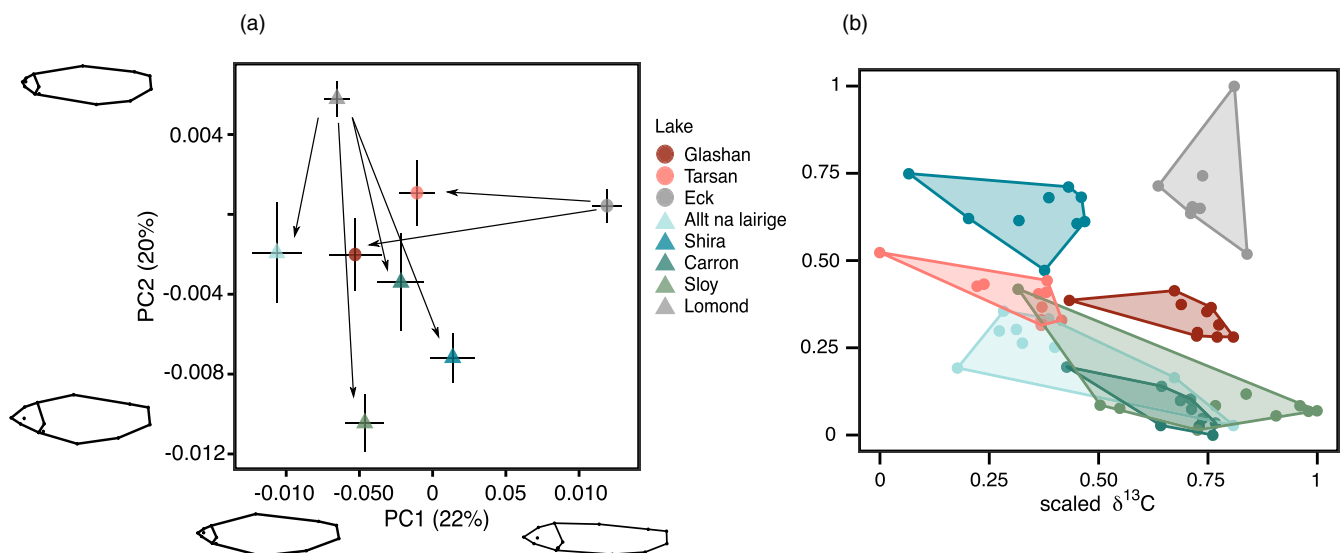 (a)
PC2 (20%)
0.004
-0.004
-0.008
-0.012
-0.010
-0.050
0
0.05
0.010
PC1 (22%)
Lake
Glashan
Tarsan
Eck
Allt na lairige
Shira
Carron
Sloy
Lomond
(b)
1
0.75
0.50
0.25
0
0
0.25
0.50
0.75
1
scaled δ¹³C